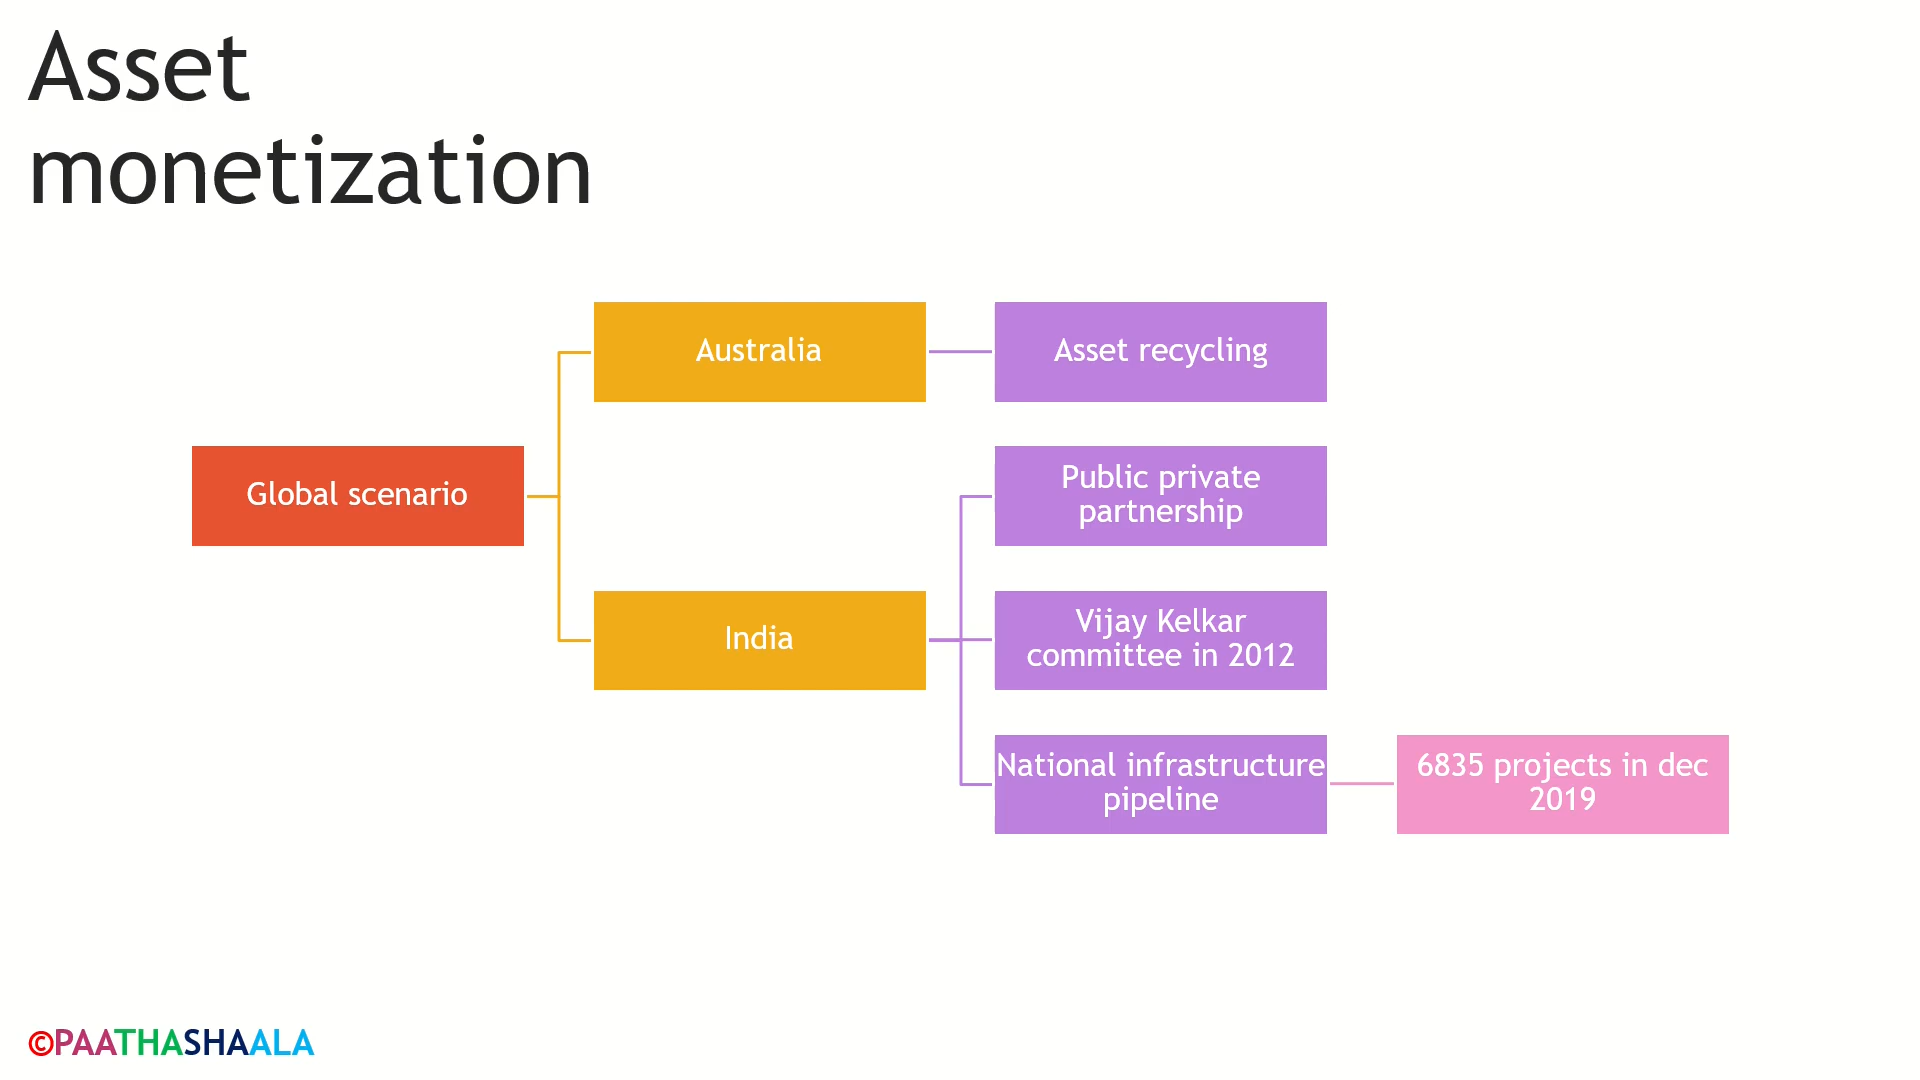 Asset
monetization
Australia
Asset recycling
Global scenario
Public private
partnership
India
Vijay Kelkar
committee in 2012
National infrastructure
pipeline
6835 projects in dec
2019
©PAATHASHAALA